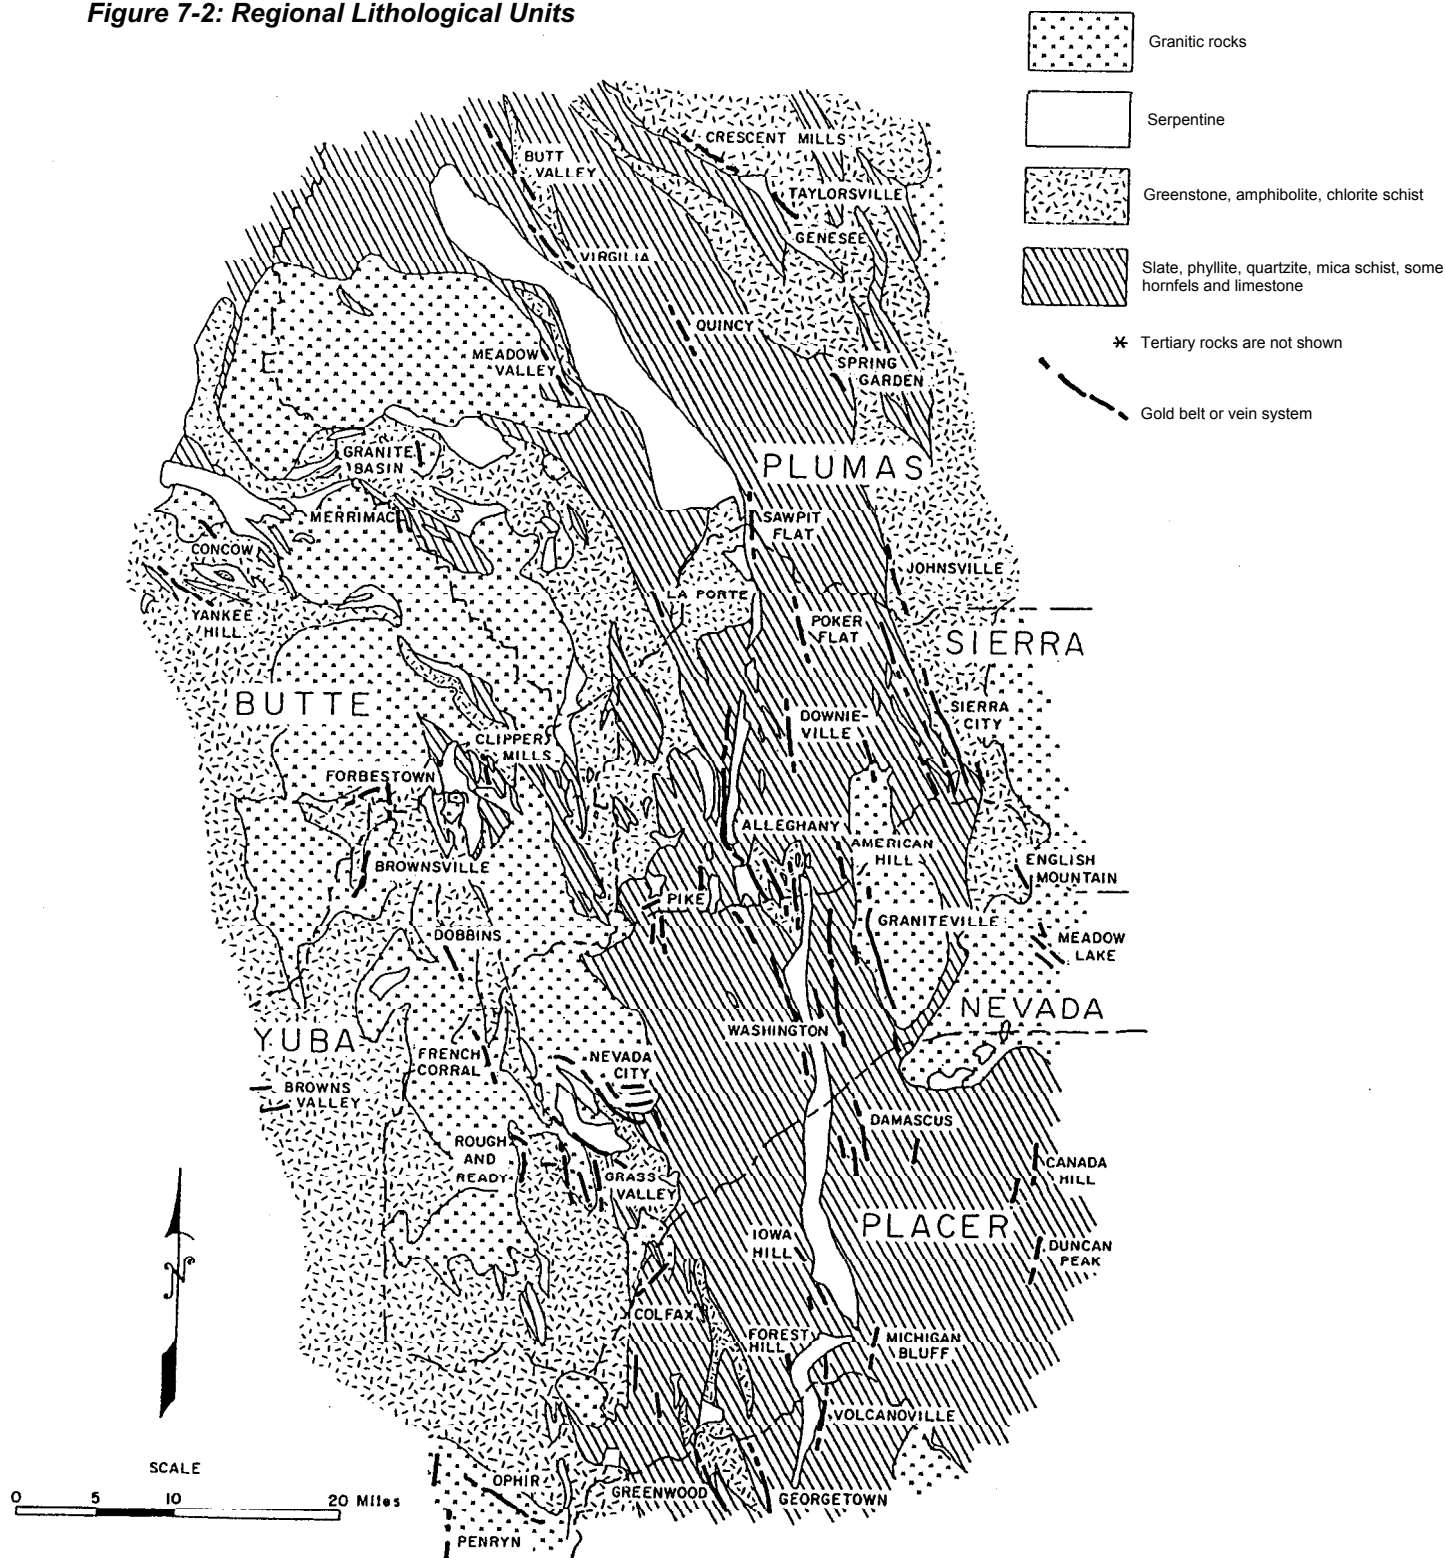 Figure 7-2: Regional Lithological Units
Granitic rocks
Serpentine
Greenstone, amphibolite, chlorite schist
Slate, phyllite, quartzite, mica schist, some
hornfels and limestone
* Tertiary rocks are not shown
Gold belt or vein system
CRESCENT MILLS
BUTT
VALLEY
TAYLORSVILLE
GENESEE
VIRGILIA
QUINCY
MEADOW
VALLEY
SPRING
GARDEN
GRANITE
BASIN
PLUMAS
MERRIMAC
SAWPIT
FLAT
CONCOW
JOHNSVILLE
LA PORTE
YANKEE
HILL
POKER
FLAT
SIERRA
BUTTE
SIERRA
CITY
DOWNIE-
VILLE
CLIPPER
MILLS
FORBESTOWN
ALLEGHANY
AMERICAN
HILL
BROWNSVILLE
ENGLISH
MOUNTAIN
PIKE
GRANITEVILLE
DOBBINS
MEADOW
LAKE
NEVADA
WASHINGTON
YUBA
FRENCH
CORRAL
NEVADA
CITY
BROWNS
VALLEY
DAMASCUS
ROUGH
AND
READY
GRASS
VALLEY
CANADA
HILL
PLACER
IOWA
HILL
DUNCAN
PEAK
N
COLFAX
FOREST
HILL
MICHIGAN
BLUFF
VOLCANOVILLE
SCALE
0 5 10 20 Miles
OPHIR
GREENWOOD
GEORGETOWN
PENRYN